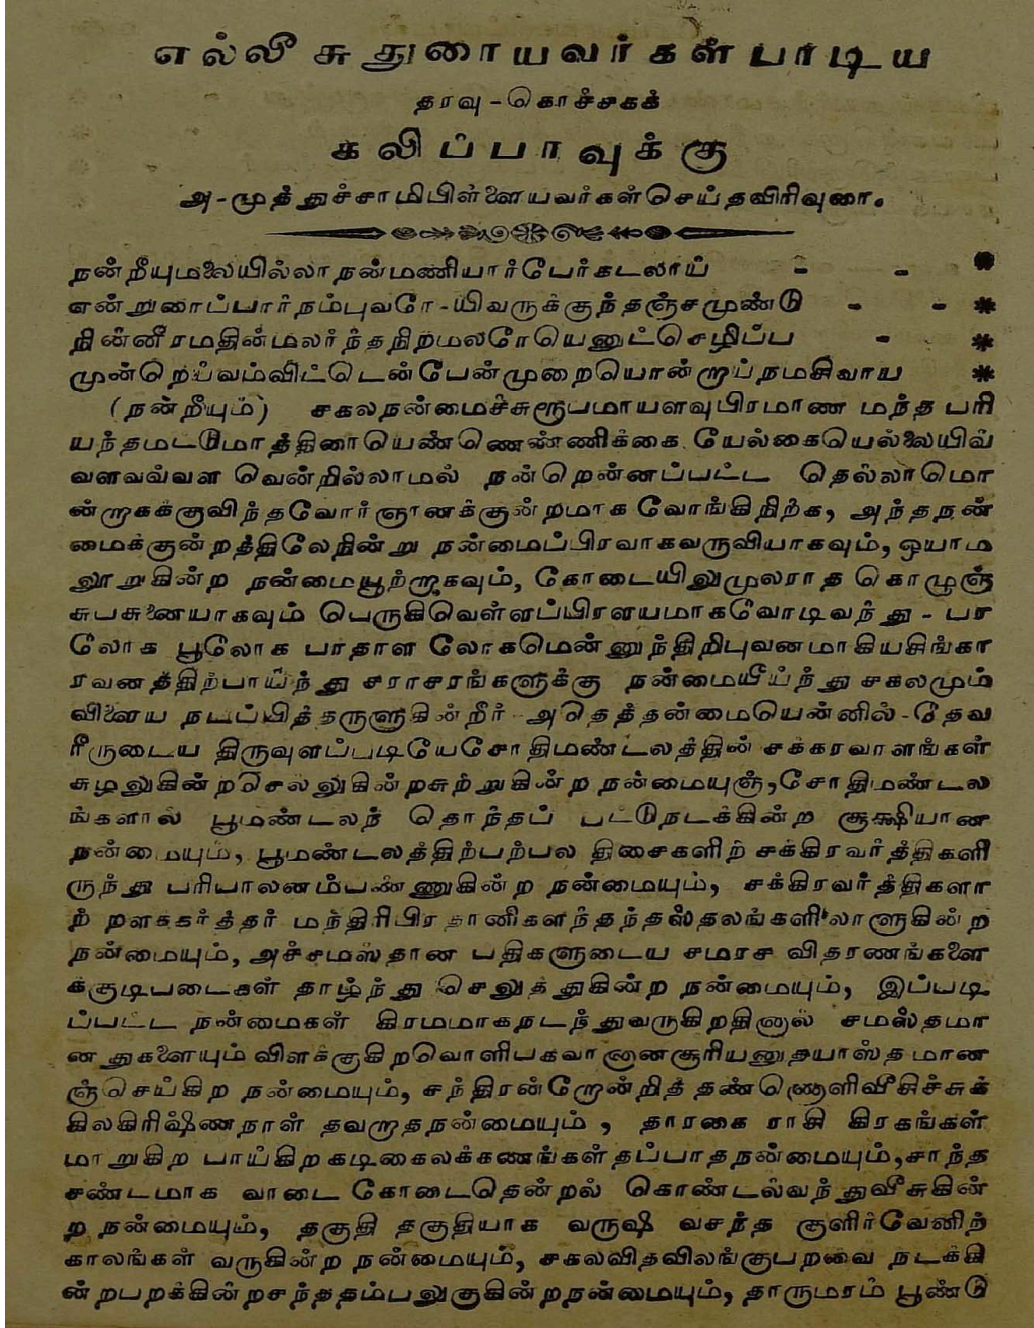 எல்லீசுதுரையவர்கள்பாடிய
தரவு-கொச்சகக்
கலிப்பாவுக்கு
அ-முத்துச்சாமிபிள்ளையவர்கள்செய்தவிரிவுரை.
நன்றீயுமலையில்லாநன்மணியார்பேர்கடலாய் - - *
என்றுரைப்பார்நம்புவரே-யிவருக்குந்தஞ்சமுண்டு - - *
நின்னீரமதின்மலர்ந்தநிற்மலரோயெனுட்செழிப்ப - *
முன்றெய்வம்விட்டென்பேன்முறையொன்றாய்நமசிவாய *
(நன்றீயும்) சகலநன்மைச்சுரூபமாயளவுபிரமாண மந்த பரி
யந்தமட்டுமாத்திரையெண்ணெண்ணிக்கை யேல்கையெல்லையிவ்
வளவவ்வள வென்றில்லாமல் நன்றென்னப்பட்ட தெல்லாமொ
ன்றாகக்குவிந்தவோர்ஞானக்குன்றமாக வோங்கிநிற்க, அந்தநன்
மைக்குன்றத்திலேநின்று நன்மைப்பிரவாகவருவியாகவும், ஒயாம
லூறுகின்ற நன்மையூற்றாகவும், கோடையிலுமுலராத கொழுஞ்
சுபசுனையாகவும் பெருகிவெள்ளப்பிரளயமாகவோடிவந்து - பர
லோக பூலோக பாதாள லோகமென்னுந்திறிபுவனமாகியசிங்கா
ரவனத்திற்பாய்ந்து சராசரங்களுக்கு நன்மையீய்ந்து சகலமும்
விளைய நடப்பித்தருளுகின்றீர் அதெத்தன்மையென்னில்-தேவ
ரீருடைய திருவுளப்படியேசோதிமண்டலத்தின் சக்கரவாளங்கள்
சுழலுகின்றசெல்லுகின்றசுற்றுகின்ற நன்மையுஞ்,சோதிமண்டல
ங்களால் பூமண்டலந் தொந்தப் பட்டுநடக்கின்ற சூக்ஷியான
நன்மையும், பூமண்டலத்திற்பற்பல திசைகளிற் சக்கிரவர்த்திகளி
ருந்து பரியாலனம்பண்ணுகின்ற நன்மையும், சக்கிரவர்த்திகளா
ற் றளகர்த்தர் மந்திரிபிரதானிகளந்தந்தஸ்தலங்களிலாளுகின்ற
நன்மையும், அச்சமஸ்தான பதிகளுடைய சமரச விதரணங்களை
க்குடிபடைகள் தாழ்ந்து செலுத்துகின்ற நன்மையும், இப்படி
ப்பட்ட நன்மைகள் கிரமமாகநடந்துவருகிறதினால் சமஸ்தமா
னதுகளையும்விளக்குகிறவொளிபகவானானசூரியனுதயாஸ்தமான
ஞ்செய்கிற நன்மையும், சந்திரன்றோன்றித் தண்ணொளிவீசிச்சுக்
கிலகிரிஷ்ணநாள் தவறாதநன்மையும் , தாரகை ராசி கிரகங்கள்
மாறுகிற பாய்கிறகடிகைலக்கணங்கள்தப்பாதநன்மையும்,சாந்த
சண்டமாக வாடை கோடைதென்றல் கொண்டல்வந்துவீசுகின்
ற நன்மையும், தகுதி தகுதியாக வருஷி வசந்த குளிர்வேனிற்
காலங்கள் வருகின்ற நன்மையும், சகலவிதவிலங்குபறவை நடக்கி
ன்றபறக்கின்றசந்ததம்பலுகுகின்றநன்மையும், தாருமரம் பூண்டு